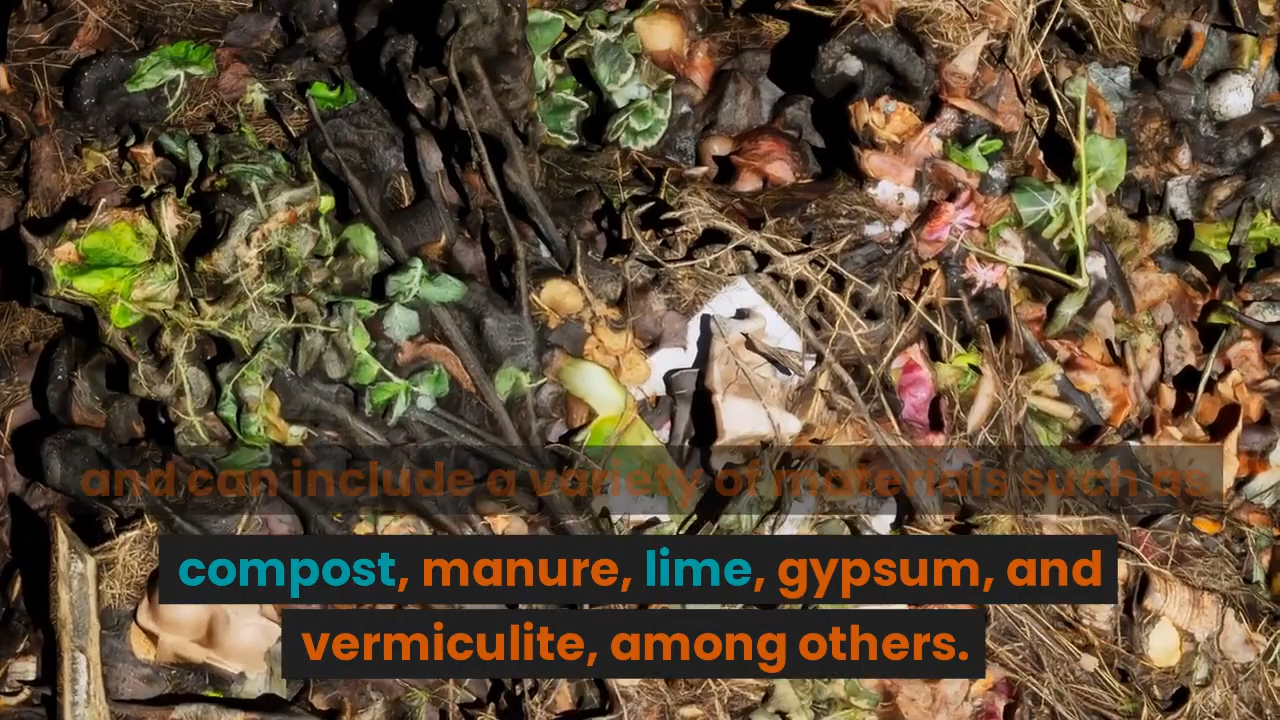 and can include a variety of materials such as
compost, manure, lime, gypsum, and
vermiculite, among others.